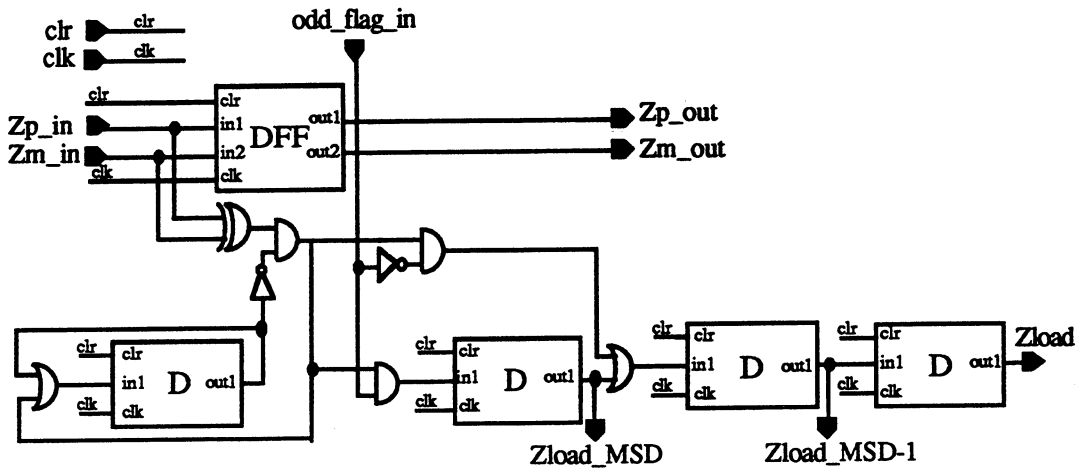 odd_flag_in
clr clr
clk clk
clr clr
Zp_in in1 DFF out1 Zp_out
Zm_in in2 out2 Zm_out
clk clk
clr clr
in1 D out1
clk clk
clr clr
in1 D out1
clk clk
Zload_MSD
clr clr
in1 D out1
clk clk
Zload_MSD-1
clr clr
in1 D out1
clk clk
Zload